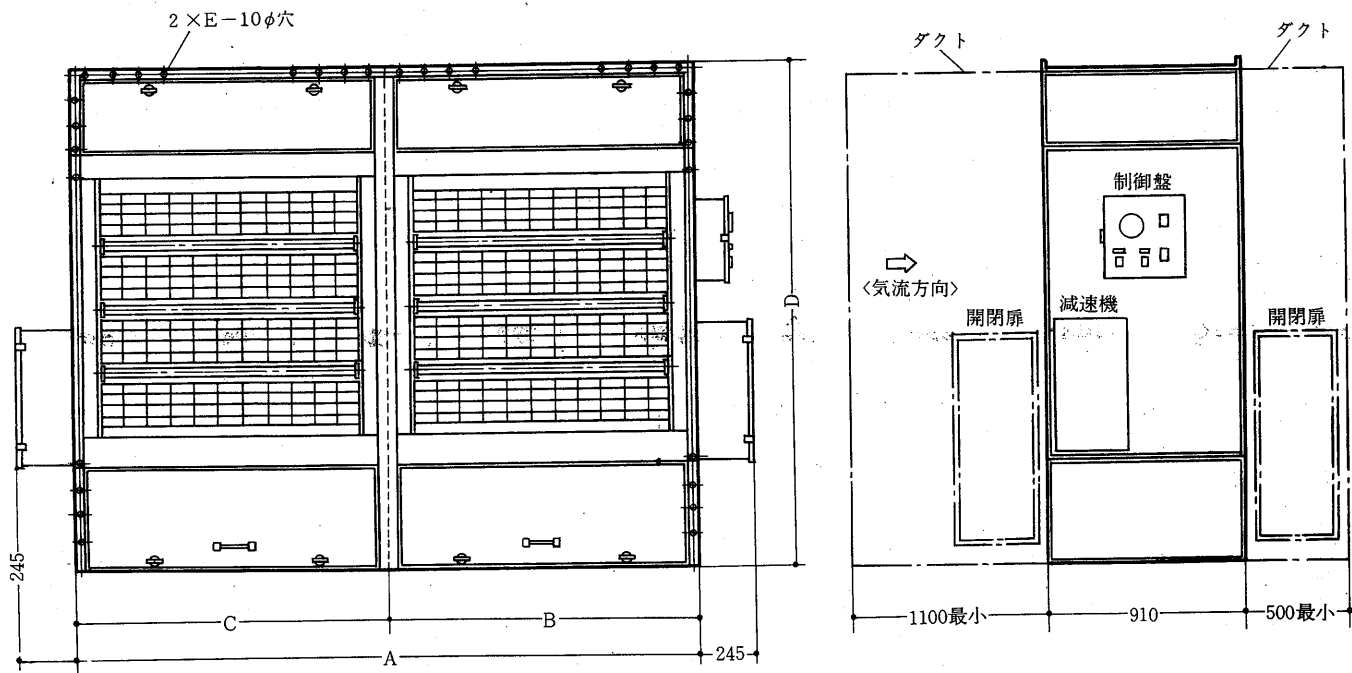 2×E-10φ穴
ダクト
ダクト
制御盤
〈気流方向〉
減速機
開閉扉
開閉扉
D
245
C
B
A
245
1100最小
910
500最小